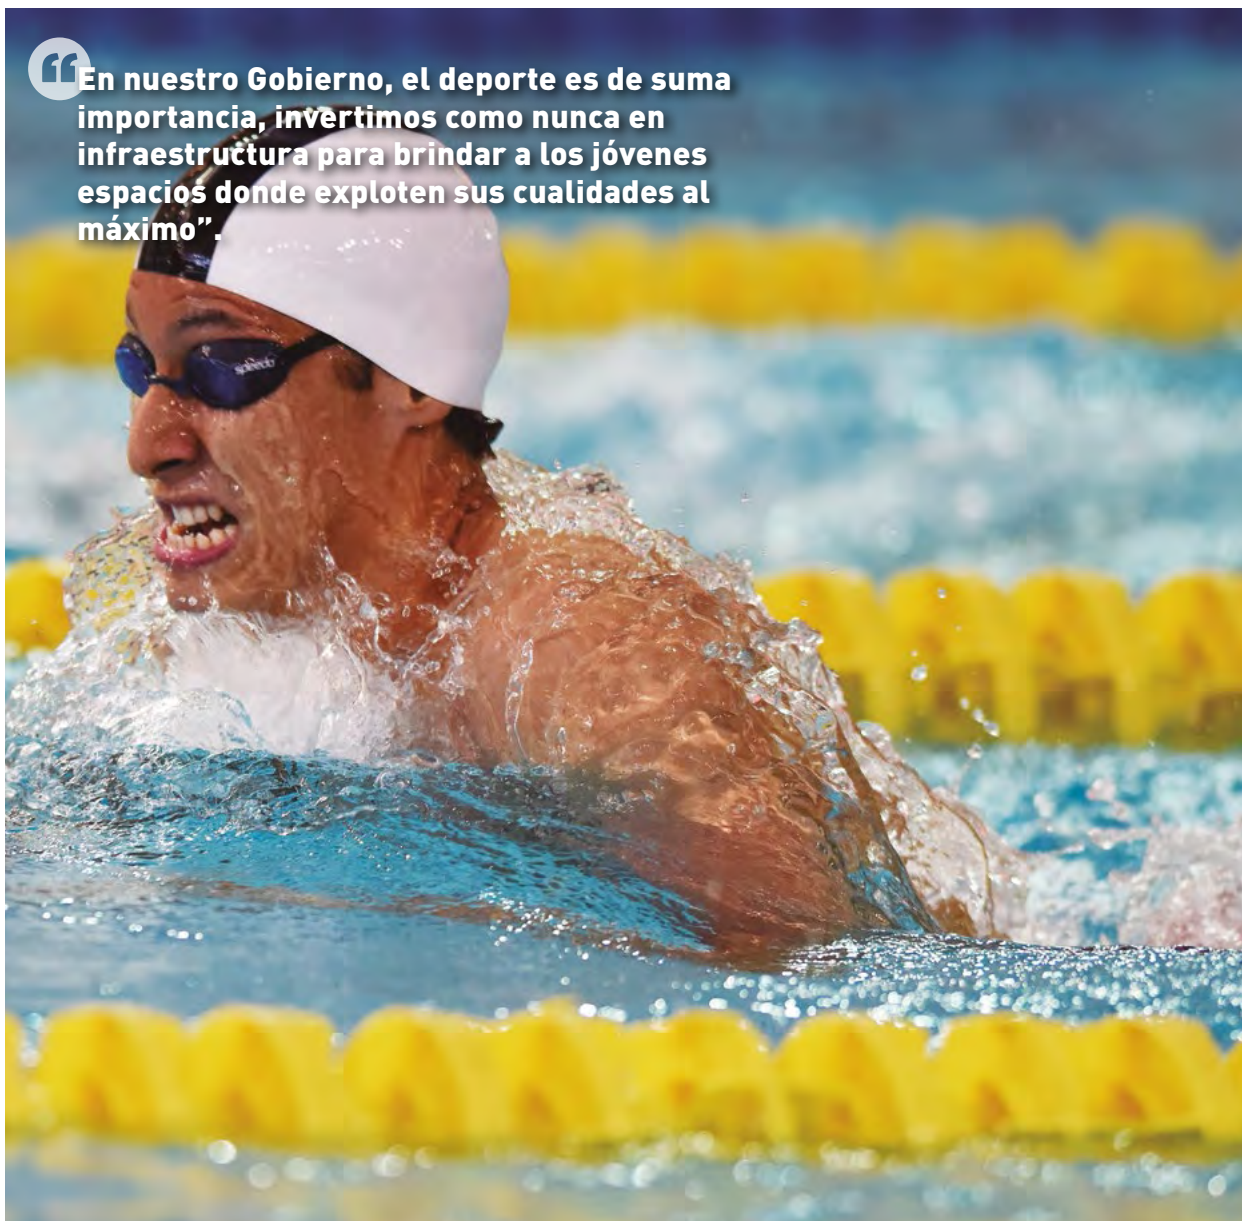 “En nuestro Gobierno, el deporte es de suma
importancia, invertimos como nunca en
infraestructura para brindar a los jóvenes
espacios donde exploten sus cualidades al
máximo”.
speedo